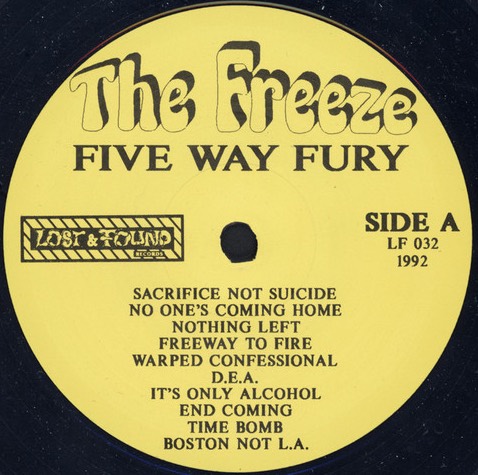 The Freeze
FIVE WAY FURY
LOST & FOUND
RECORDS
SIDE A
LF 032
1992
SACRIFICE NOT SUICIDE
NO ONE'S COMING HOME
NOTHING LEFT
FREEWAY TO FIRE
WARPED CONFESSIONAL
D.E.A.
IT'S ONLY ALCOHOL
END COMING
TIME BOMB
BOSTON NOT L.A.